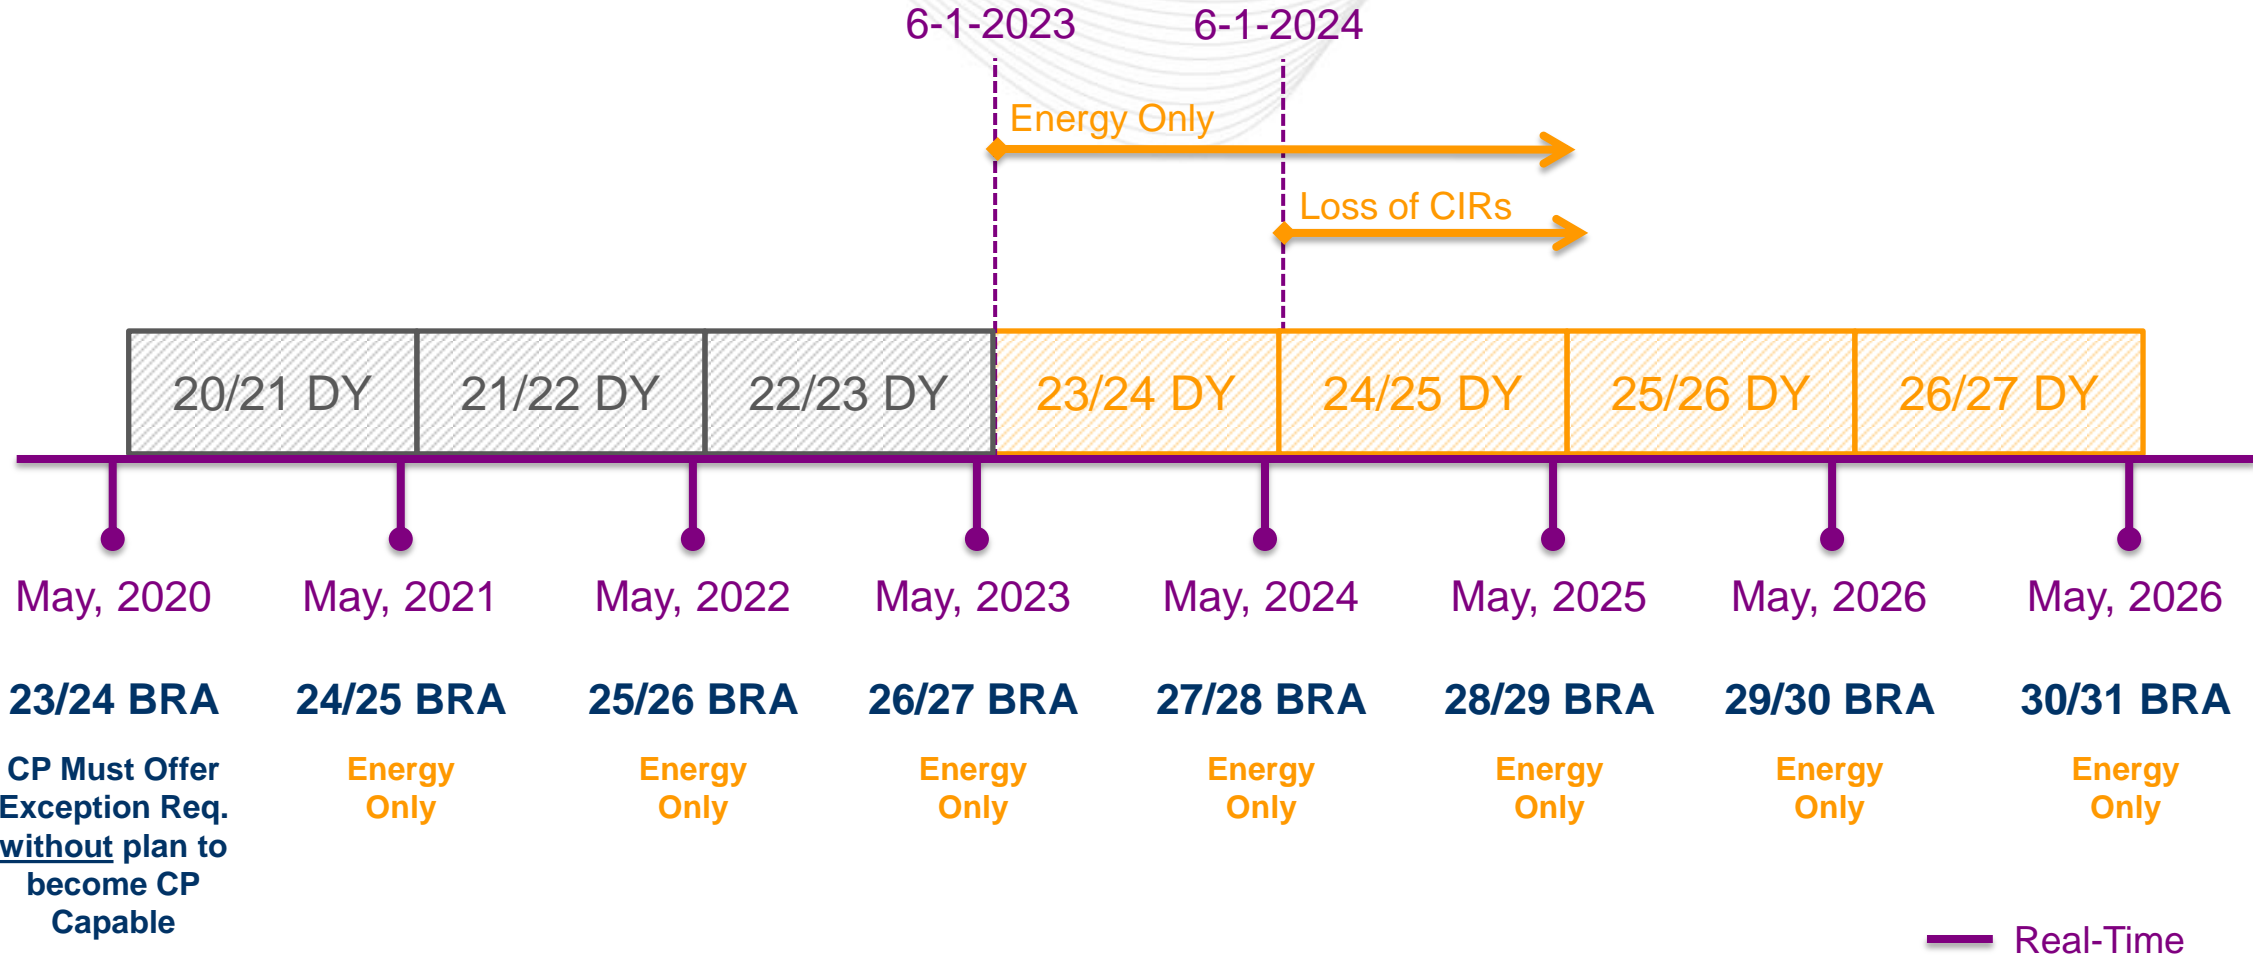 6-1-2023 6-1-2024
Energy Only
Loss of CIRs
20/21 DY 21/22 DY 22/23 DY 23/24 DY 24/25 DY 25/26 DY 26/27 DY
May, 2020 May, 2021 May, 2022 May, 2023 May, 2024 May, 2025 May, 2026 May, 2026
23/24 BRA 24/25 BRA 25/26 BRA 26/27 BRA 27/28 BRA 28/29 BRA 29/30 BRA 30/31 BRA
CP Must Offer
Exception Req.
without plan to
become CP
Capable
Energy
Only
Energy
Only
Energy
Only
Energy
Only
Energy
Only
Energy
Only
Energy
Only
Real-Time